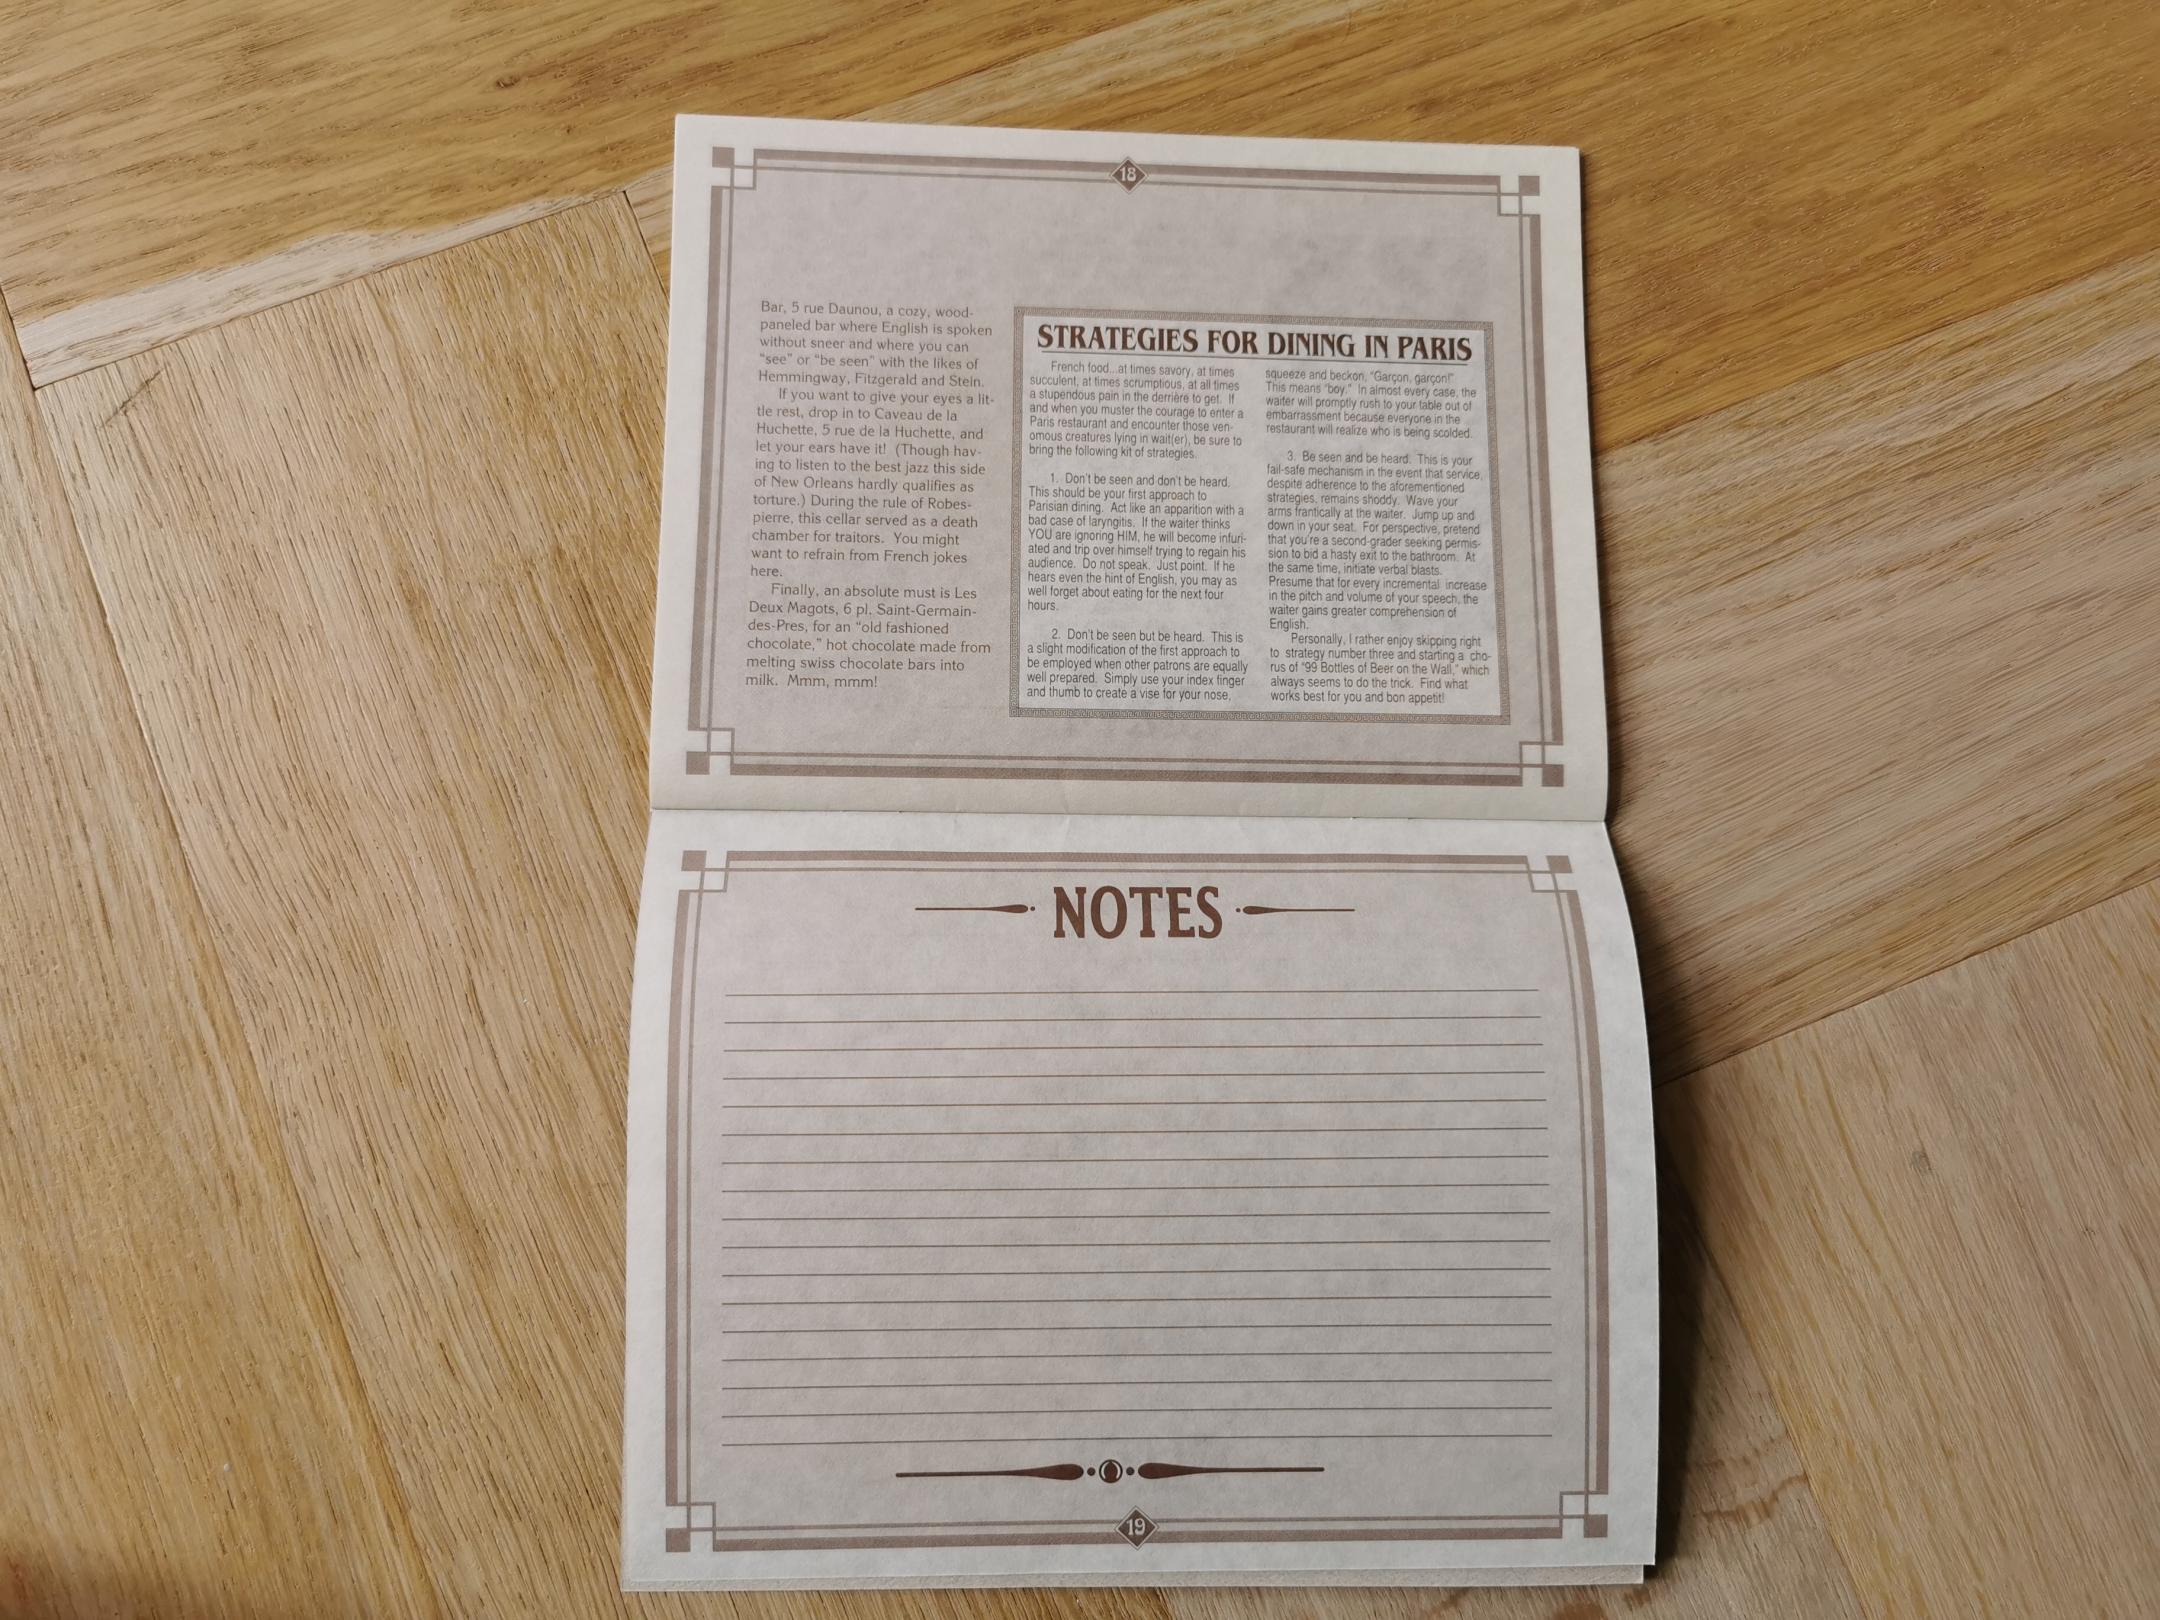 18
Bar, 5 rue Daunou, a cozy, wood-
paneled bar where English is spoken
without sneer and where you can
“see” or “be seen” with the likes of
Hemmingway, Fitzgerald and Stein.
If you want to give your eyes a lit-
tle rest, drop in to Caveau de la
Huchette, 5 rue de la Huchette, and
let your ears have it! (Though hav-
ing to listen to the best jazz this side
of New Orleans hardly qualifies as
torture.) During the rule of Robes-
pierre, this cellar served as a death
chamber for traitors. You might
want to refrain from French jokes
here.
Finally, an absolute must is Les
Deux Magots, 6 pl. Saint-Germain-
des-Pres, for an “old fashioned
chocolate,” hot chocolate made from
melting swiss chocolate bars into
milk. Mmm, mmm!
STRATEGIES FOR DINING IN PARIS
French food...at times savory, at times
succulent, at times scrumptious, at all times
a stupendous pain in the derrière to get. If
and when you muster the courage to enter a
Paris restaurant and encounter those ven-
omous creatures lying in wait(er), be sure to
bring the following kit of strategies.
1. Don't be seen and don't be heard.
This should be your first approach to
Parisian dining. Act like an apparition with a
bad case of laryngitis. If the waiter thinks
YOU are ignoring HIM, he will become infuri-
ated and trip over himself trying to regain his
audience. Do not speak. Just point. If he
hears even the hint of English, you may as
well forget about eating for the next four
hours.
2. Don't be seen but be heard. This is
a slight modification of the first approach to
be employed when other patrons are equally
well prepared. Simply use your index finger
and thumb to create a vise for your nose,
squeeze and beckon, “Garçon, garçon!”
This means “boy.” In almost every case, the
waiter will promptly rush to your table out of
embarrassment because everyone in the
restaurant will realize who is being scolded.
3. Be seen and be heard. This is your
fail-safe mechanism in the event that service,
despite adherence to the aforementioned
strategies, remains shoddy. Wave your
arms frantically at the waiter. Jump up and
down in your seat. For perspective, pretend
that you're a second-grader seeking permis-
sion to bid a hasty exit to the bathroom. At
the same time, initiate verbal blasts.
Presume that for every incremental increase
in the pitch and volume of your speech, the
waiter gains greater comprehension of
English.
Personally, I rather enjoy skipping right
to strategy number three and starting a cho-
rus of “99 Bottles of Beer on the Wall,” which
always seems to do the trick. Find what
works best for you and bon appetit!
NOTES
19